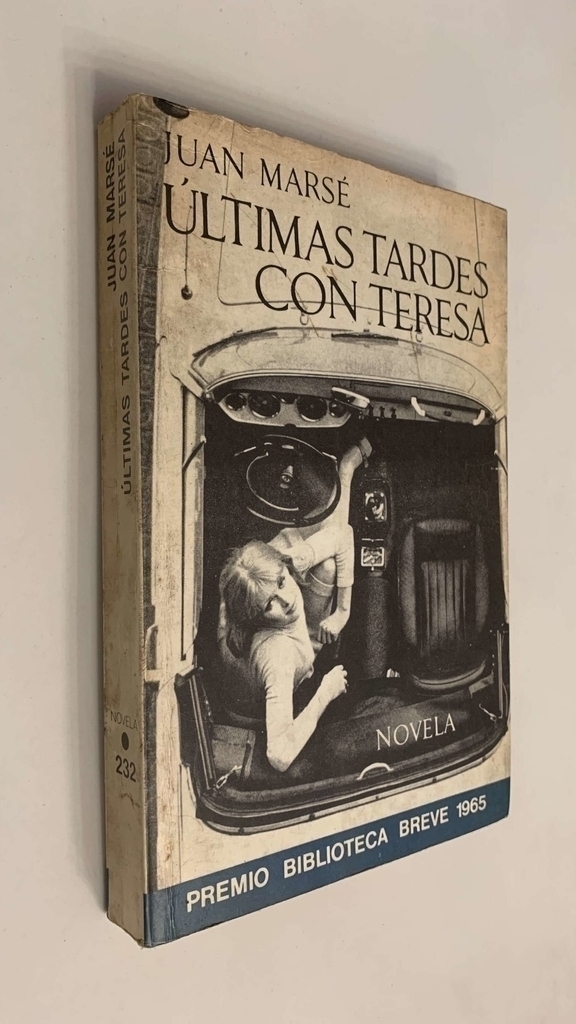 JUAN MARSÉ
ÚLTIMAS TARDES
CON TERESA
NOVELA
PREMIO BIBLIOTECA BREVE 1965
JUAN MARSÉ
ÚLTIMAS TARDES CON TERESA
NOVELA
232